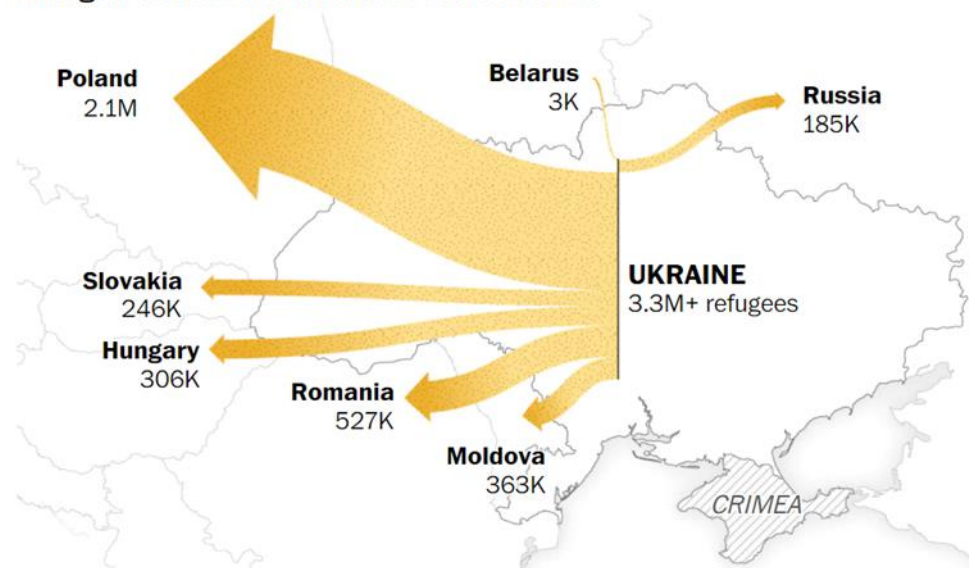 Poland
2.1M
Belarus
3K
Russia
185K
Slovakia
246K
UKRAINE
3.3M+ refugees
Hungary
306K
Romania
527K
Moldova
363K
CRIMEA